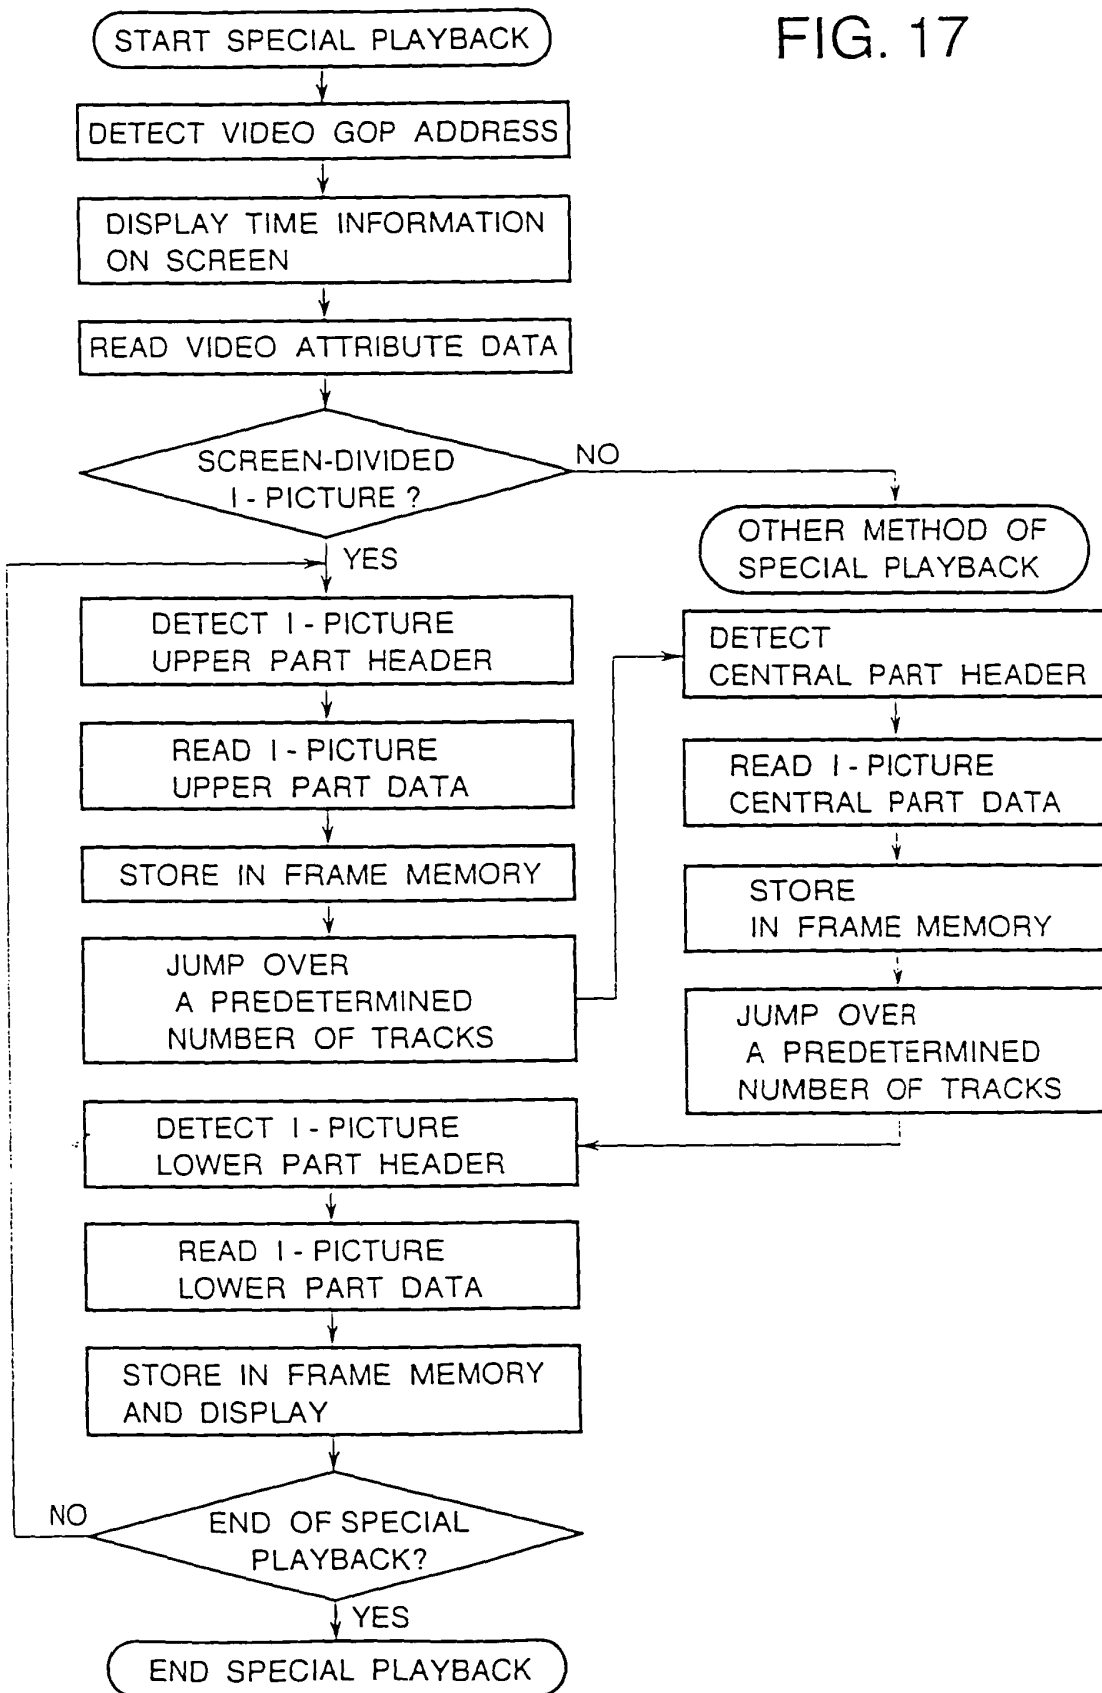 FIG. 17
START SPECIAL PLAYBACK
DETECT VIDEO GOP ADDRESS
DISPLAY TIME INFORMATION
ON SCREEN
READ VIDEO ATTRIBUTE DATA
SCREEN-DIVIDED
I - PICTURE ?
NO
YES
OTHER METHOD OF
SPECIAL PLAYBACK
DETECT I - PICTURE
UPPER PART HEADER
READ I - PICTURE
UPPER PART DATA
STORE IN FRAME MEMORY
JUMP OVER
A PREDETERMINED
NUMBER OF TRACKS
DETECT
CENTRAL PART HEADER
READ I - PICTURE
CENTRAL PART DATA
STORE
IN FRAME MEMORY
JUMP OVER
A PREDETERMINED
NUMBER OF TRACKS
DETECT I - PICTURE
LOWER PART HEADER
READ I - PICTURE
LOWER PART DATA
STORE IN FRAME MEMORY
AND DISPLAY
END OF SPECIAL
PLAYBACK?
NO
YES
END SPECIAL PLAYBACK